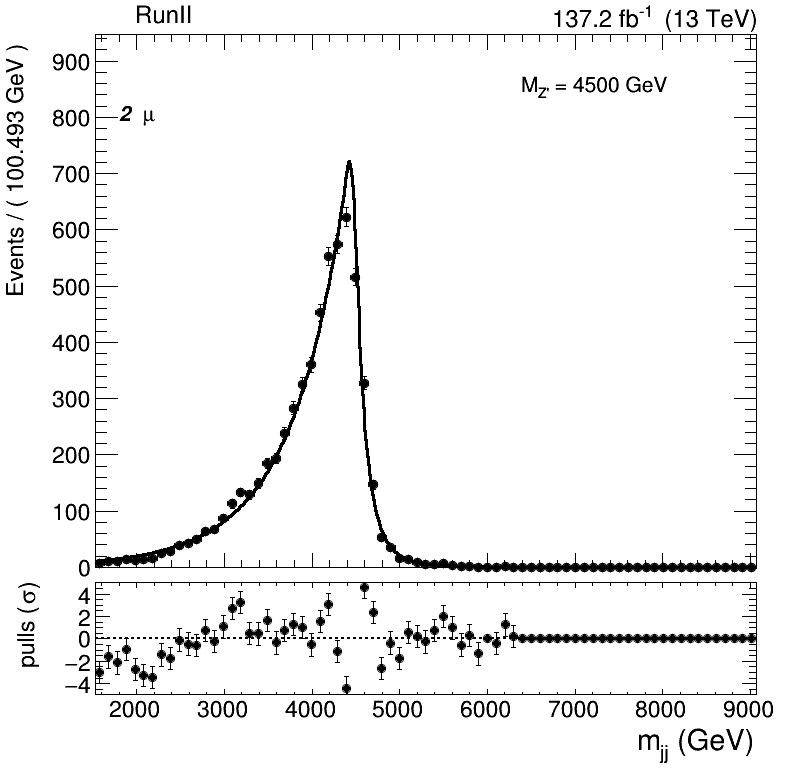 RunII
137.2 fb⁻¹ (13 TeV)
Events / ( 100.493 GeV )
900
M_Z' = 4500 GeV
800
2 μ
700
600
500
400
300
200
100
0
pulls (σ)
4
2
0
−2
−4
2000 3000 4000 5000 6000 7000 8000 9000
m_jj (GeV)